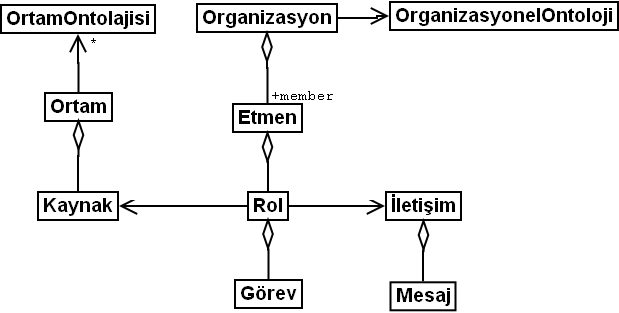 OrtamOntolajisi
Organizasyon
OrganizasyonelOntoloji
*
Ortam
+member
Etmen
Kaynak
Rol
İletişim
Görev
Mesaj